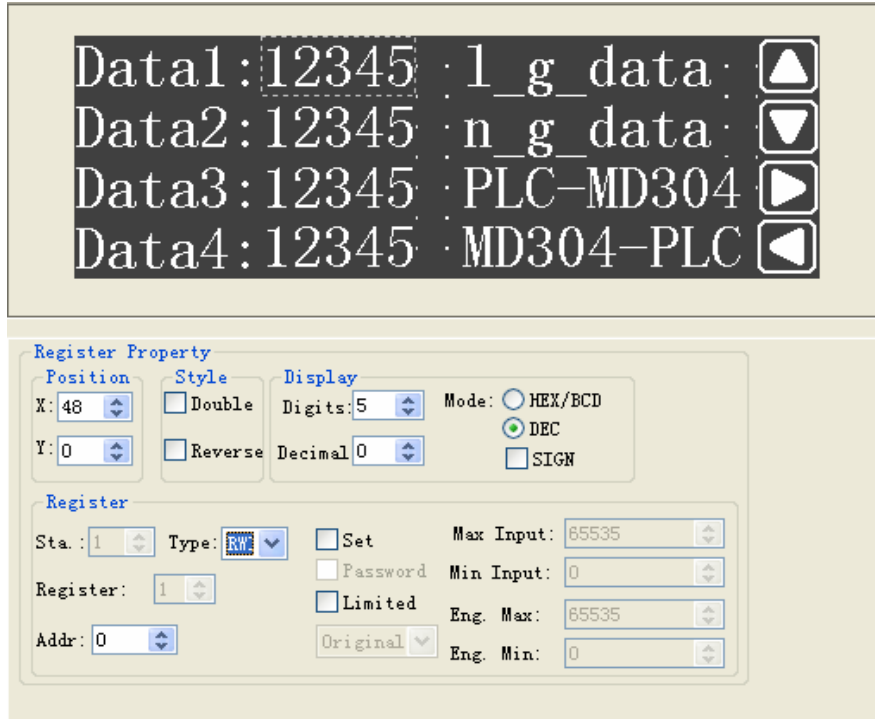 Data1:12345 l_g_data
Data2:12345 n_g_data
Data3:12345 PLC-MD304
Data4:12345 MD304-PLC
Register Property
Position Style Display
X: 48 Double Digits: 5 Mode: HEX/BCD
DEC
Y: 0 Reverse Decimal 0 SIGN
Register
Sta.: 1 Type: RW Set Max Input: 65535
Password Min Input: 0
Register: 1 Limited Eng. Max: 65535
Addr: 0 Original Eng. Min: 0